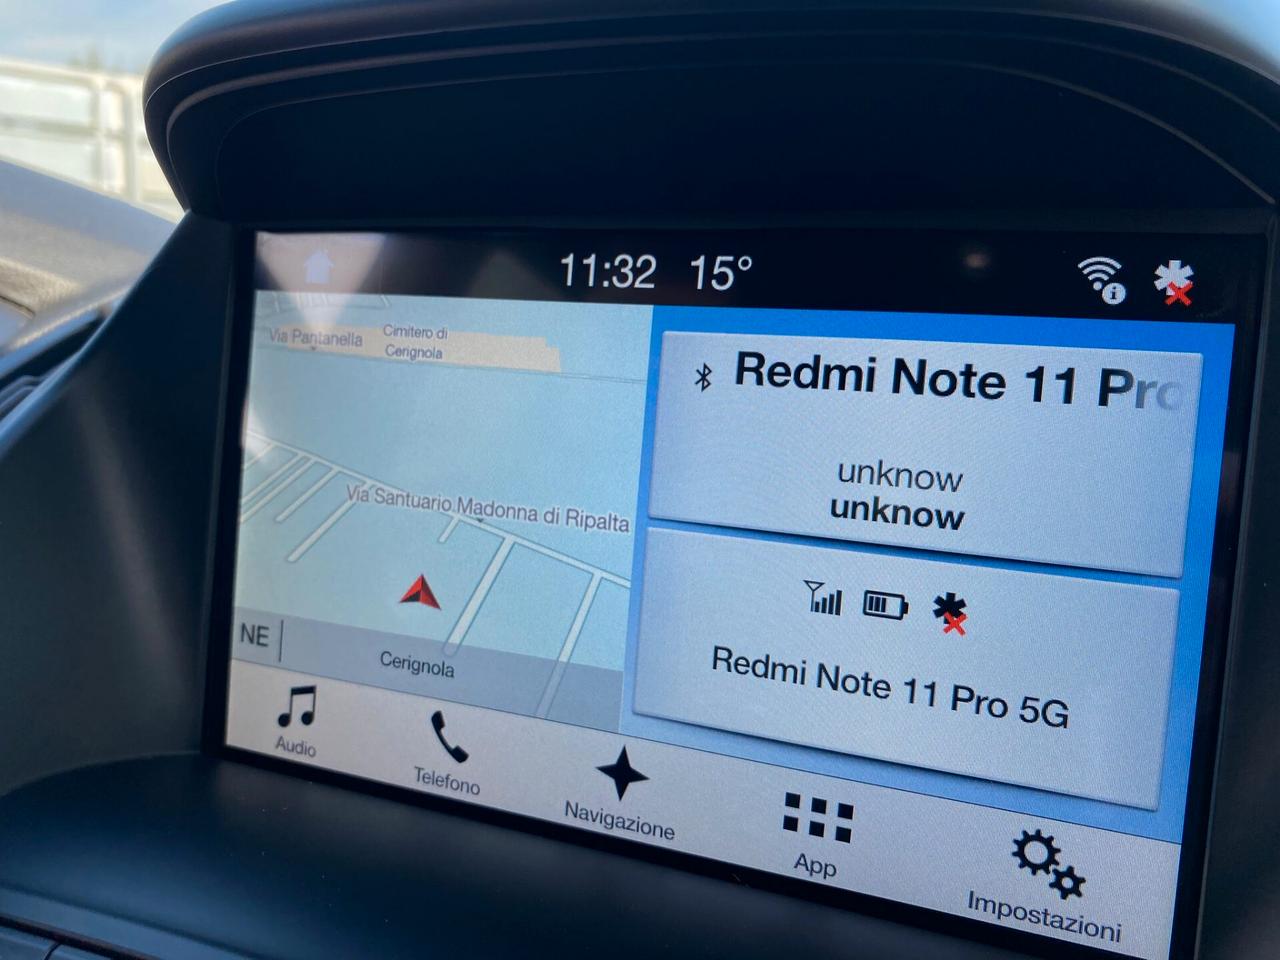 11:32 15°
Via Pantanella
Cimitero di
Cerignola
Via Santuario Madonna di Ripalta
NE
Cerignola
Redmi Note 11 Pro
unknow
unknow
Redmi Note 11 Pro 5G
Audio
Telefono
Navigazione
App
Impostazioni